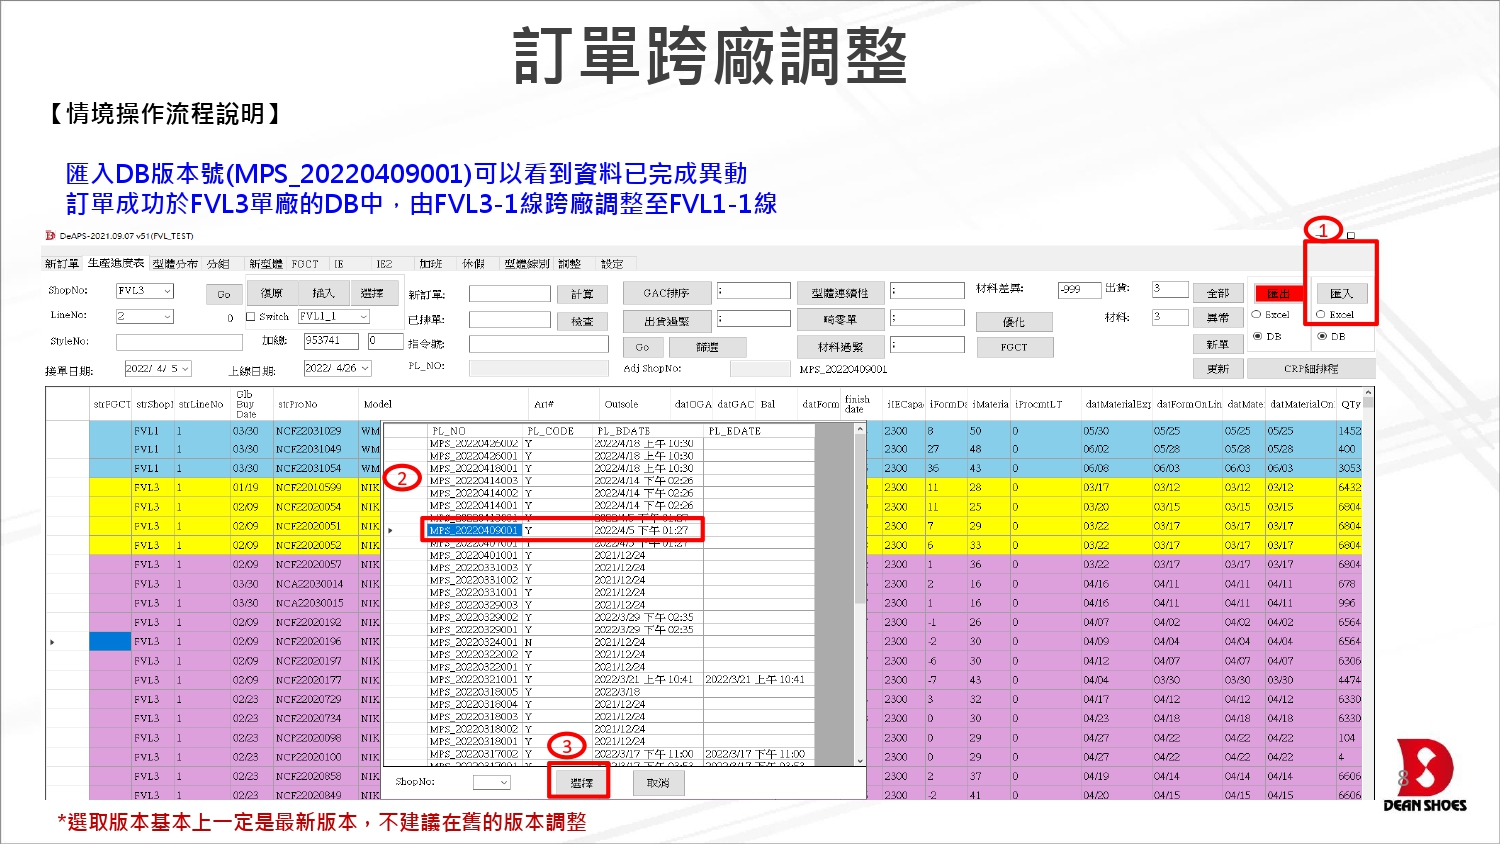 訂單跨廠調整
【情境操作流程說明】
匯入DB版本號(MPS_20220409001)可以看到資料已完成異動
訂單成功於FVL3單廠的DB中，由FVL3-1線跨廠調整至FVL1-1線
DeAPS-2021.09.07 v51(FVL_TEST)
1
新訂單 生產進度表 型體分布 分組 新型體 FGCT IE IE2 加班 休假 型體線別 調整 設定
ShopNo: FVL3 Go 復原 插入 選擇 新訂單: 計算 GAC排序 ; 型體連續性 ; 材料差異: -999 出貨: 3 全部 匯出 匯入
LineNo: 2 0 Switch FVL1_1 已排單: 檢查 出貨過緊 ; 畸零單 ; 優化 材料: 3 異常 Excel Excel
StyleNo: 加總: 953741 0 指令號: Go 篩選 材料過緊 ; FGCT 新單 DB DB
接單日期: 2022/ 4/ 5 上線日期: 2022/ 4/26 PL_NO: Adj ShopNo: MPS_20220409001 更新 CRP細排程
strFGCT strShopI strLineNo Glb Buy Date strProNo Model Art# Outsole datOGA datGAC Bal datForm finish date iIECapa iFormDa iMateria iProcmtLT datMaterialExp datFormOnLin datMate datMaterialOn QTy
FVL1 1 03/30 NCF22031029 WM 2300 8 50 0 05/30 05/25 05/25 05/25 1452
FVL1 1 03/30 NCF22031049 WM 2300 27 48 0 06/02 05/28 05/28 05/28 400
FVL1 1 03/30 NCF22031054 WM 2300 36 43 0 06/08 06/03 06/03 06/03 3053
FVL3 1 01/19 NCF22010599 NIK 2300 11 28 0 03/17 03/12 03/12 03/12 6432
FVL3 1 02/09 NCF22020054 NIK 2300 11 25 0 03/20 03/15 03/15 03/15 6804
FVL3 1 02/09 NCF22020051 NIK 2300 7 29 0 03/22 03/17 03/17 03/17 6804
FVL3 1 02/09 NCF22020052 NIK 2300 6 33 0 03/22 03/17 03/17 03/17 6804
FVL3 1 02/09 NCF22020057 NIK 2300 1 36 0 03/22 03/17 03/17 03/17 6804
FVL3 1 03/30 NCA22030014 NIK 2300 2 16 0 04/16 04/11 04/11 04/11 678
FVL3 1 03/30 NCA22030015 NIK 2300 1 16 0 04/16 04/11 04/11 04/11 996
FVL3 1 02/09 NCF22020192 NIK 2300 -1 26 0 04/07 04/02 04/02 04/02 6564
FVL3 1 02/09 NCF22020196 NIK 2300 -2 30 0 04/09 04/04 04/04 04/04 6564
FVL3 1 02/09 NCF22020197 NIK 2300 -6 30 0 04/12 04/07 04/07 04/07 6306
FVL3 1 02/09 NCF22020177 NIK 2300 -7 43 0 04/04 03/30 03/30 03/30 4474
FVL3 1 02/23 NCF22020729 NIK 2300 3 32 0 04/17 04/12 04/12 04/12 6330
FVL3 1 02/23 NCF22020734 NIK 2300 0 30 0 04/23 04/18 04/18 04/18 6330
FVL3 1 02/23 NCF22020098 NIK 2300 0 29 0 04/27 04/22 04/22 04/22 104
FVL3 1 02/23 NCP22020100 NIK 2300 0 29 0 04/27 04/22 04/22 04/22 4
FVL3 1 02/23 NCF22020858 NIK 2300 2 37 0 04/19 04/14 04/14 04/14 6606
FVL3 1 02/23 NCF22020849 NIK 2300 -2 41 0 04/20 04/15 04/15 04/15 6606
PL_NO PL_CODE PL_BDATE PL_EDATE
MPS_20220426002 Y 2022/4/18 上午 10:30
MPS_20220426001 Y 2022/4/18 上午 10:30
MPS_20220418001 Y 2022/4/18 上午 10:30
2
MPS_20220414003 Y 2022/4/14 下午 02:26
MPS_20220414002 Y 2022/4/14 下午 02:26
MPS_20220414001 Y 2022/4/14 下午 02:26
MPS_20220409001 Y 2022/4/5 下午 01:27
MPS_20220407001 Y 2022/4/5 下午 01:27
MPS_20220401001 Y 2021/12/24
MPS_20220331003 Y 2021/12/24
MPS_20220331002 Y 2021/12/24
MPS_20220331001 Y 2021/12/24
MPS_20220329003 Y 2021/12/24
MPS_20220329002 Y 2022/3/29 下午 02:35
MPS_20220329001 Y 2022/3/29 下午 02:35
MPS_20220324001 N 2021/12/24
MPS_20220322002 Y 2021/12/24
MPS_20220322001 Y 2021/12/24
MPS_20220321001 Y 2022/3/21 上午 10:41 2022/3/21 上午 10:41
MPS_20220318005 Y 2022/3/18
MPS_20220318004 Y 2021/12/24
MPS_20220318003 Y 2021/12/24
MPS_20220318002 Y 2021/12/24
MPS_20220318001 Y 2021/12/24
MPS_20220317002 Y 2022/3/17 下午 11:00 2022/3/17 下午 11:00
3
ShopNo: 選擇 取消
8
DEAN SHOES
*選取版本基本上一定是最新版本，不建議在舊的版本調整